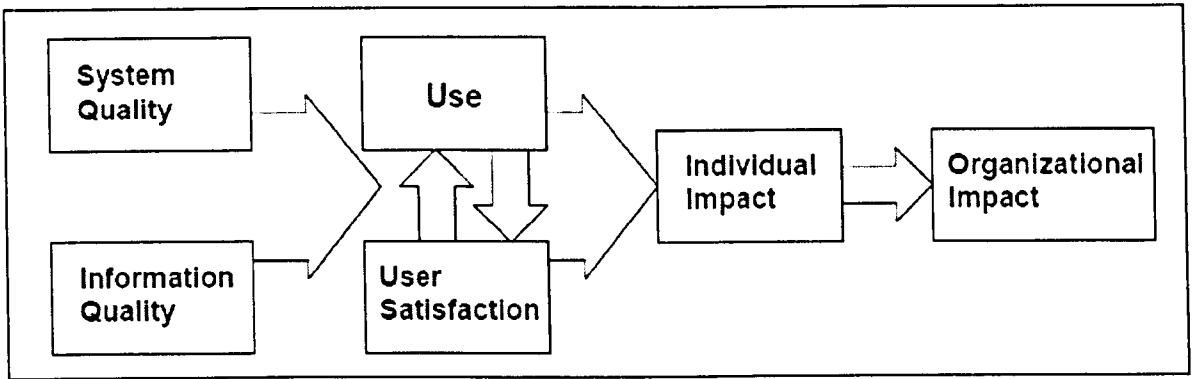 System
Quality
Use
Individual
Impact
Organizational
Impact
Information
Quality
User
Satisfaction